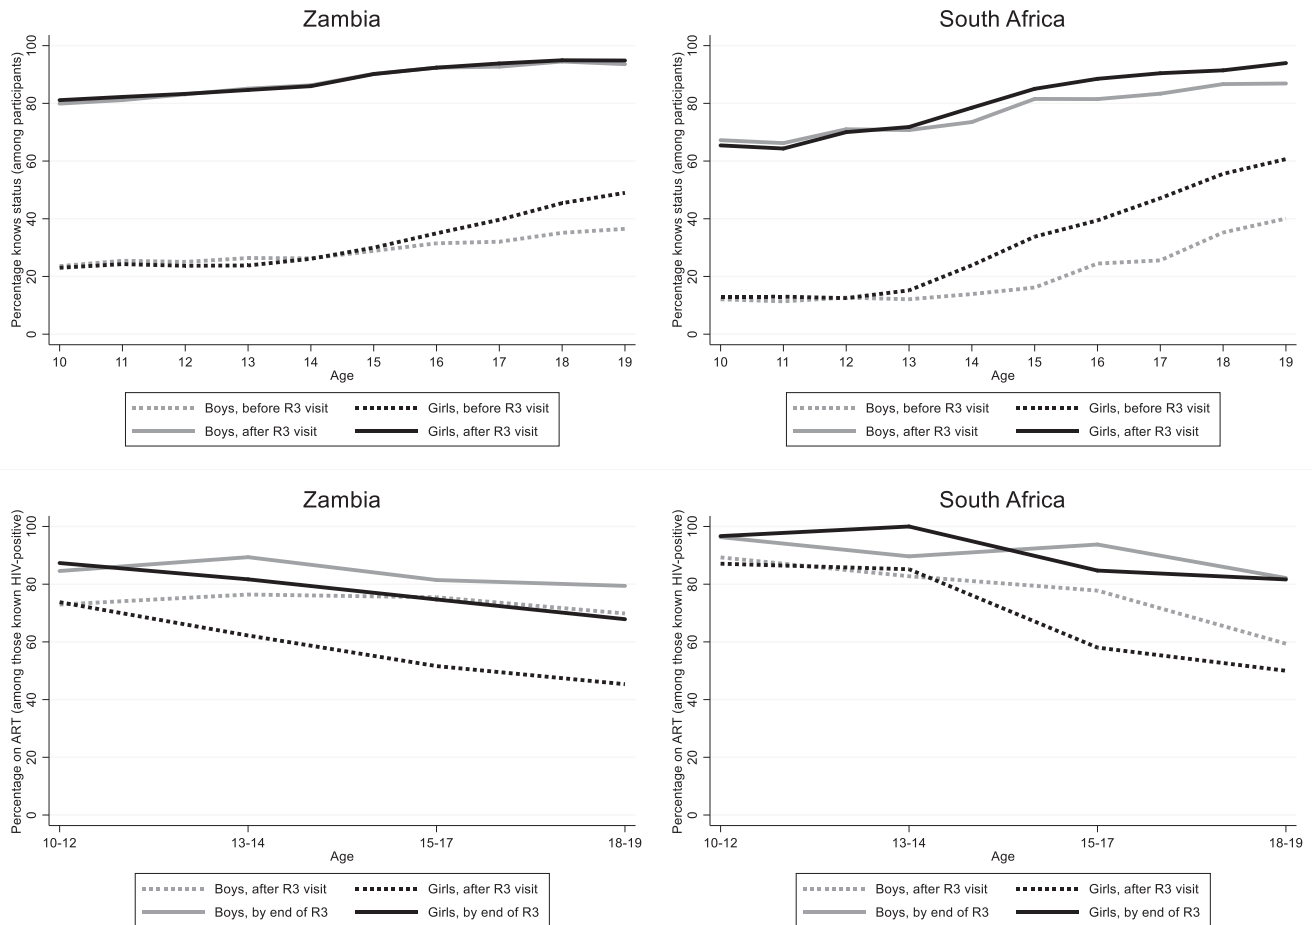 Zambia
Percentage knows status (among participants)
100
80
60
40
20
0
10 11 12 13 14 15 16 17 18 19
Age
Boys, before R3 visit Girls, before R3 visit
Boys, after R3 visit Girls, after R3 visit
South Africa
Percentage knows status (among participants)
100
80
60
40
20
0
10 11 12 13 14 15 16 17 18 19
Age
Boys, before R3 visit Girls, before R3 visit
Boys, after R3 visit Girls, after R3 visit
Zambia
Percentage on ART (among those known HIV-positive)
100
80
60
40
20
0
10-12 13-14 15-17 18-19
Age
Boys, after R3 visit Girls, after R3 visit
Boys, by end of R3 Girls, by end of R3
South Africa
Percentage on ART (among those known HIV-positive)
100
80
60
40
20
0
10-12 13-14 15-17 18-19
Age
Boys, after R3 visit Girls, after R3 visit
Boys, by end of R3 Girls, by end of R3